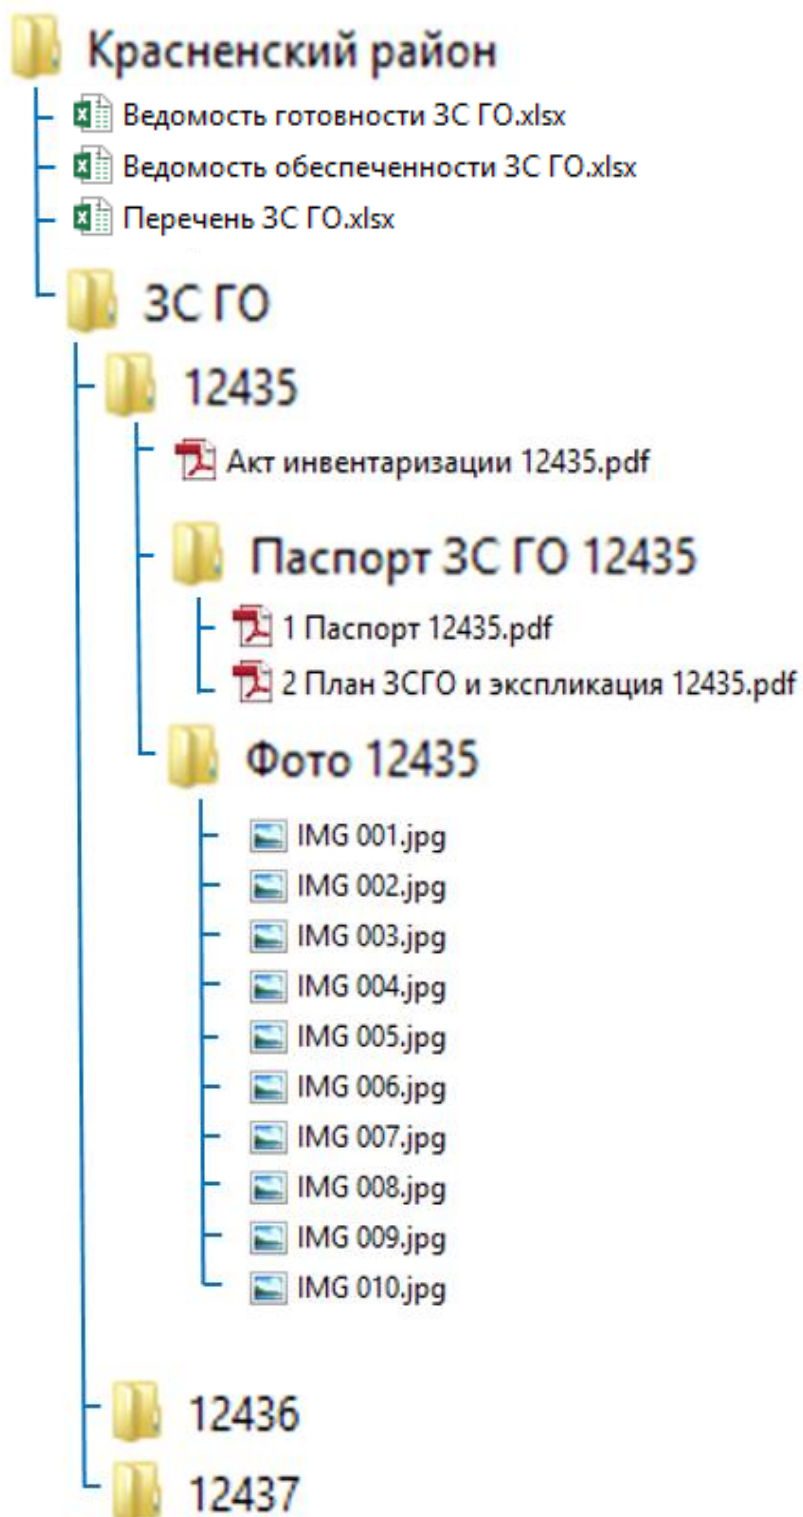 Красненский район
Ведомость готовности ЗС ГО.xlsx
Ведомость обеспеченности ЗС ГО.xlsx
Перечень ЗС ГО.xlsx
ЗС ГО
12435
Акт инвентаризации 12435.pdf
Паспорт ЗС ГО 12435
1 Паспорт 12435.pdf
2 План ЗСГО и экспликация 12435.pdf
Фото 12435
IMG 001.jpg
IMG 002.jpg
IMG 003.jpg
IMG 004.jpg
IMG 005.jpg
IMG 006.jpg
IMG 007.jpg
IMG 008.jpg
IMG 009.jpg
IMG 010.jpg
12436
12437